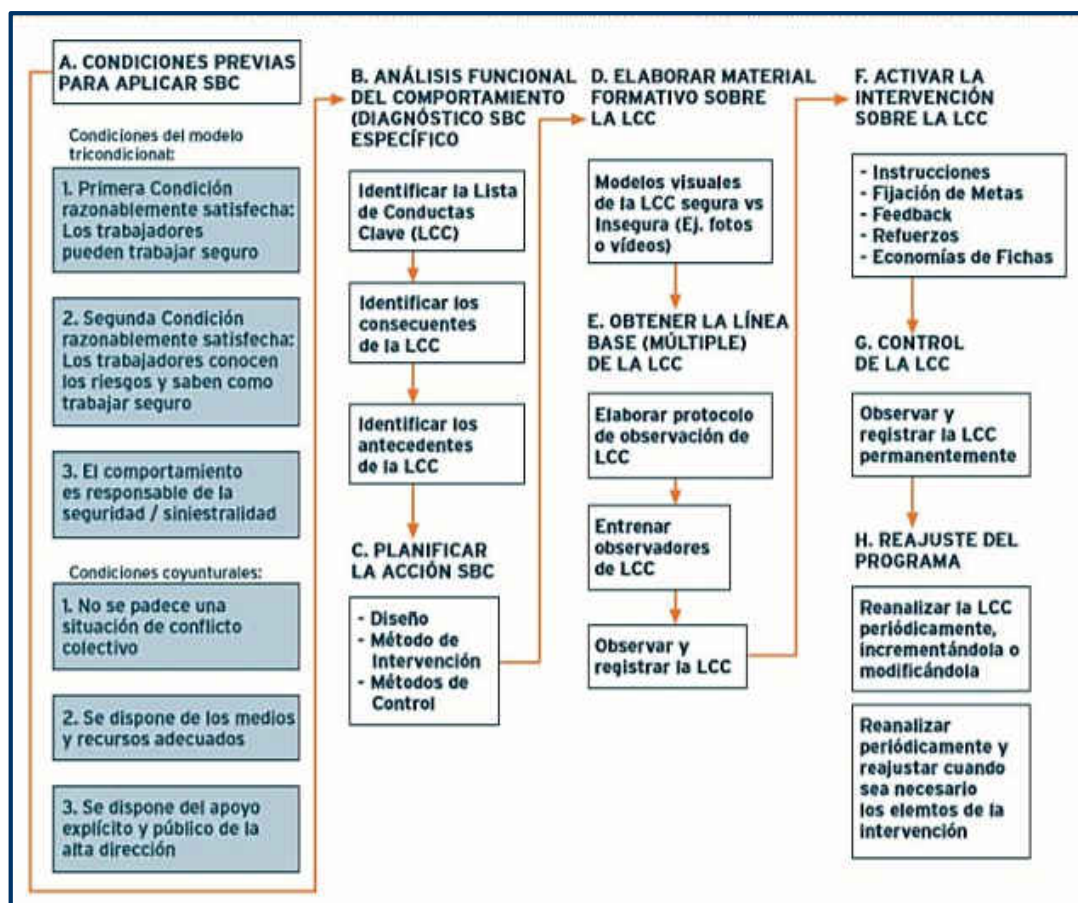 A. CONDICIONES PREVIAS
PARA APLICAR SBC
Condiciones del modelo
tricondicional:
1. Primera Condición
razonablemente satisfecha:
Los trabajadores
pueden trabajar seguro
2. Segunda Condición
razonablemente satisfecha:
Los trabajadores conocen
los riesgos y saben como
trabajar seguro
3. El comportamiento
es responsable de la
seguridad / siniestralidad
Condiciones coyunturales:
1. No se padece una
situación de conflicto
colectivo
2. Se dispone de los medios
y recursos adecuados
3. Se dispone del apoyo
explícito y público de la
alta dirección
B. ANÁLISIS FUNCIONAL
DEL COMPORTAMIENTO
(DIAGNÓSTICO SBC
ESPECÍFICO
Identificar la Lista
de Conductas
Clave (LCC)
Identificar los
consecuentes
de la LCC
Identificar los
antecedentes
de la LCC
C. PLANIFICAR
LA ACCIÓN SBC
- Diseño
- Método de
Intervención
- Métodos de
Control
D. ELABORAR MATERIAL
FORMATIVO SOBRE
LA LCC
Modelos visuales
de la LCC segura vs
Insegura (Ej. fotos
o vídeos)
E. OBTENER LA LÍNEA
BASE (MÚLTIPLE)
DE LA LCC
Elaborar protocolo
de observación de
LCC
Entrenar
observadores
de LCC
Observar y
registrar la LCC
F. ACTIVAR LA
INTERVENCIÓN
SOBRE LA LCC
- Instrucciones
- Fijación de Metas
- Feedback
- Refuerzos
- Economías de Fichas
G. CONTROL
DE LA LCC
Observar y
registrar la LCC
permanentemente
H. REAJUSTE DEL
PROGRAMA
Reanalizar la LCC
periódicamente,
incrementándola o
modificándola
Reanalizar
periódicamente y
reajustar cuando
sea necesario
los elemtos de la
intervención